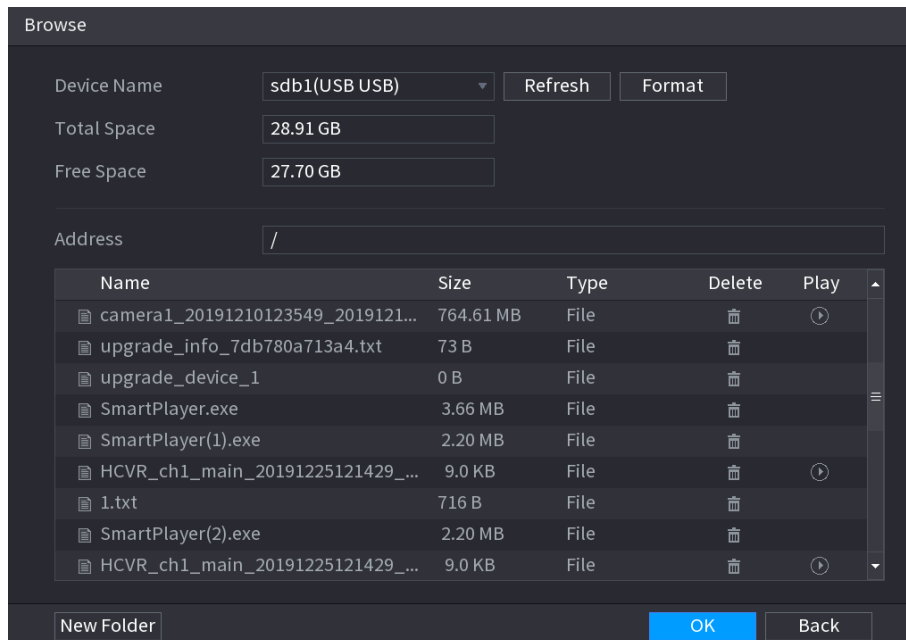 Browse
Device Name sdb1(USB USB) Refresh Format
Total Space 28.91 GB
Free Space 27.70 GB
Address /
Name Size Type Delete Play
camera1_20191210123549_2019121... 764.61 MB File
upgrade_info_7db780a713a4.txt 73 B File
upgrade_device_1 0 B File
SmartPlayer.exe 3.66 MB File
SmartPlayer(1).exe 2.20 MB File
HCVR_ch1_main_20191225121429_... 9.0 KB File
1.txt 716 B File
SmartPlayer(2).exe 2.20 MB File
HCVR_ch1_main_20191225121429_... 9.0 KB File
New Folder OK Back